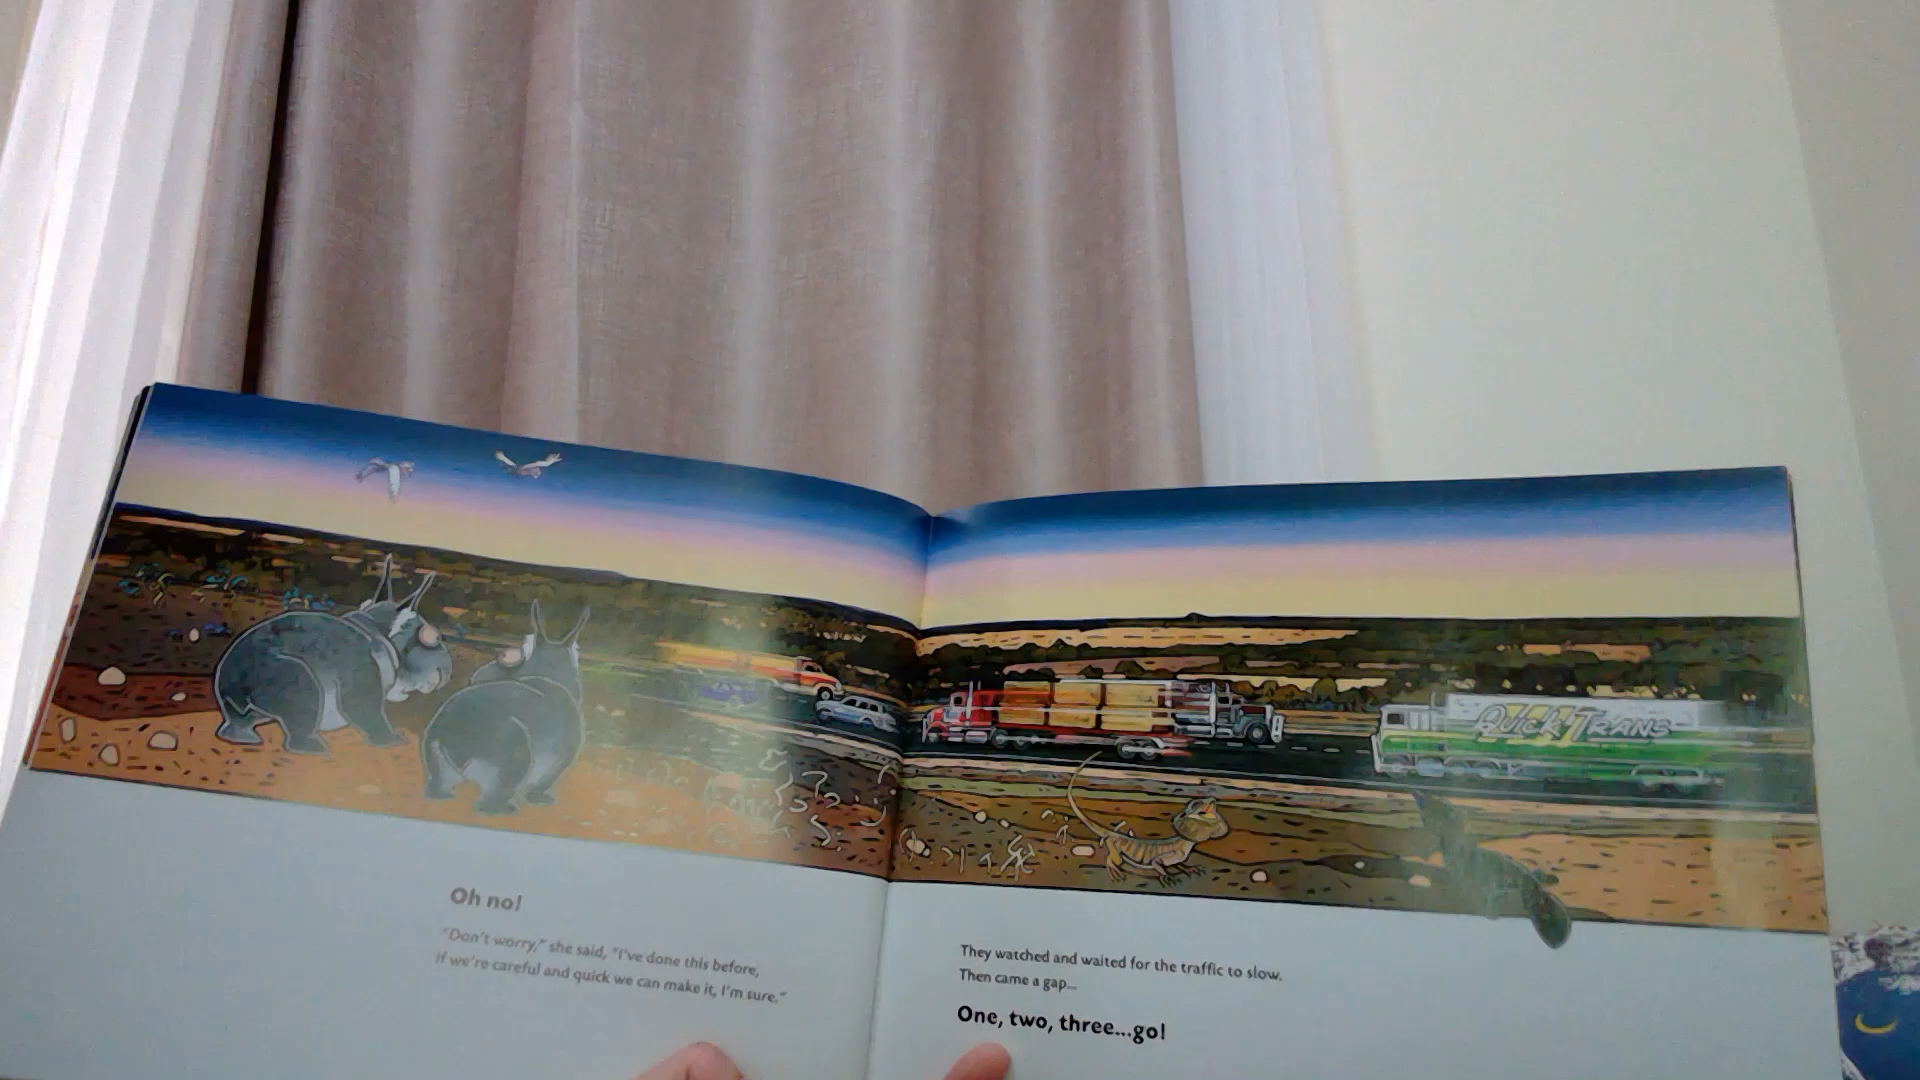 QUICK TRANS
Oh no!
"Don't worry," she said, "I've done this before,
if we're careful and quick we can make it, I'm sure."
They watched and waited for the traffic to slow.
Then came a gap...
One, two, three...go!